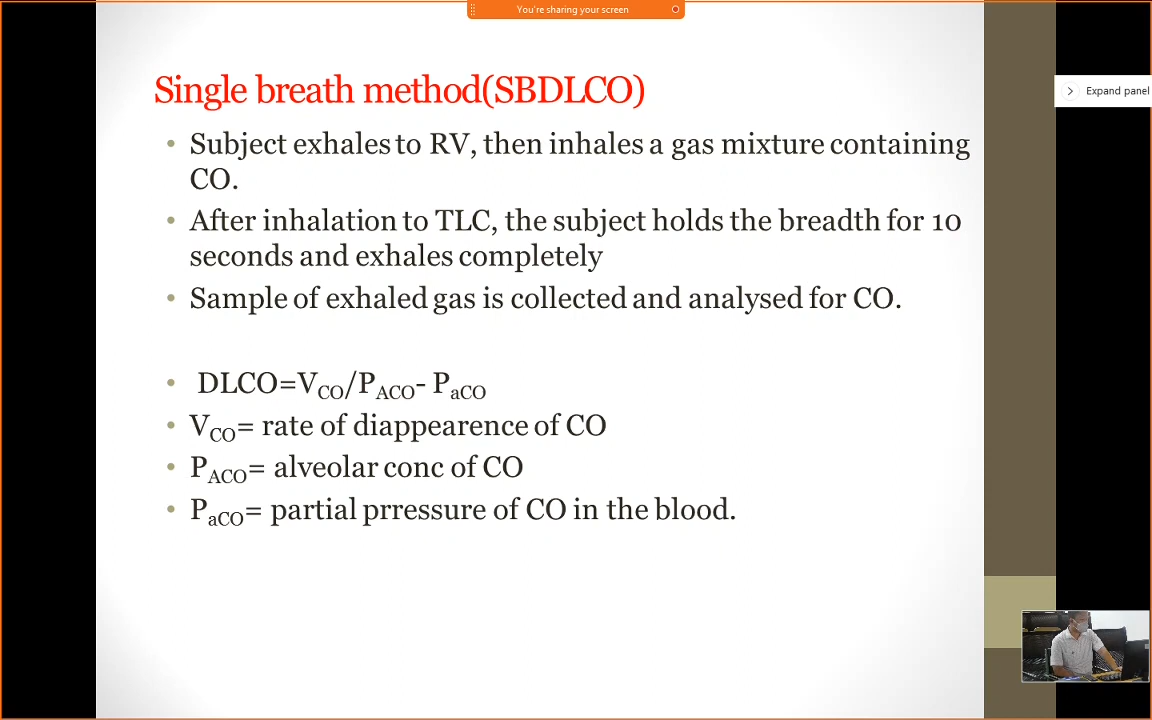 You're sharing your screen
Expand panel
Single breath method(SBDLCO)
• Subject exhales to RV, then inhales a gas mixture containing
CO.
• After inhalation to TLC, the subject holds the breadth for 10
seconds and exhales completely
• Sample of exhaled gas is collected and analysed for CO.
• DLCO=VCO/PACO- PaCO
• VCO= rate of diappearence of CO
• PACO= alveolar conc of CO
• PaCO= partial prressure of CO in the blood.